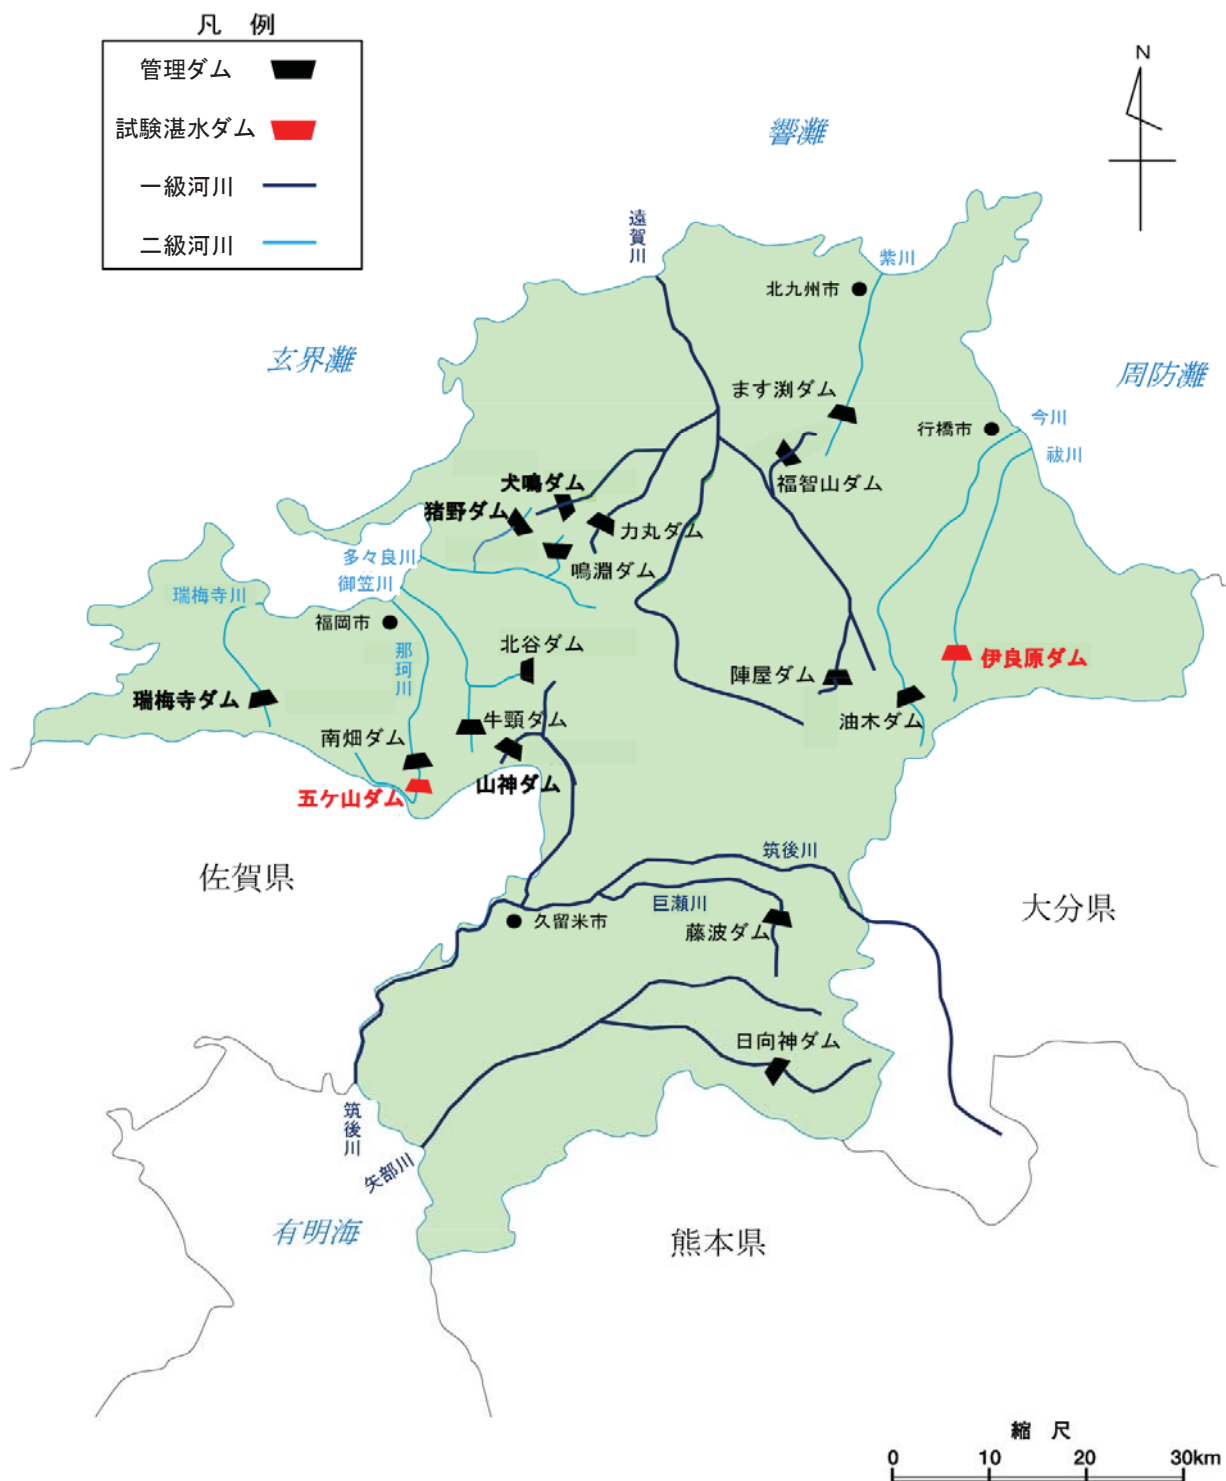 凡 例
管理ダム
試験湛水ダム
一級河川
二級河川
N
響灘
遠賀川
紫川
北九州市
玄界灘
周防灘
ます渕ダム
今川
行橋市
祓川
福智山ダム
犬鳴ダム
猪野ダム
力丸ダム
多々良川
鳴淵ダム
御笠川
瑞梅寺川
福岡市
那珂川
北谷ダム
伊良原ダム
陣屋ダム
瑞梅寺ダム
油木ダム
牛頸ダム
南畑ダム
山神ダム
五ケ山ダム
筑後川
佐賀県
巨瀬川
大分県
久留米市
藤波ダム
日向神ダム
筑後川
矢部川
有明海
熊本県
縮 尺
0 10 20 30km